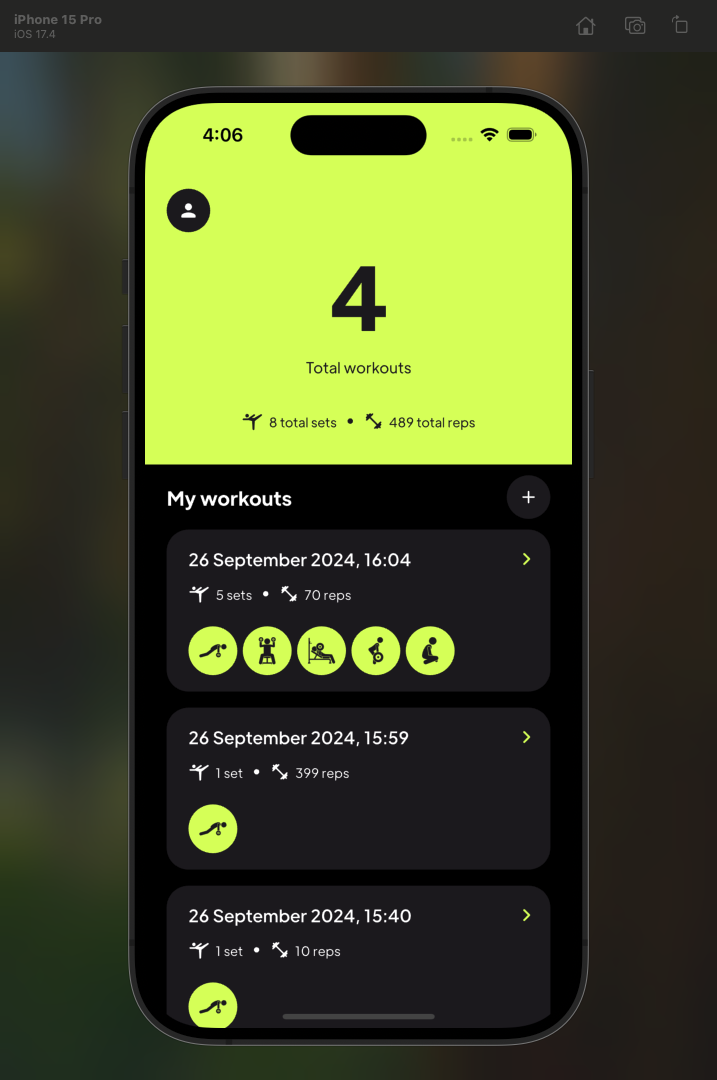 iPhone 15 Pro
iOS 17.4
4:06
4
Total workouts
8 total sets • 489 total reps
My workouts
26 September 2024, 16:04
5 sets • 70 reps
26 September 2024, 15:59
1 set • 399 reps
26 September 2024, 15:40
1 set • 10 reps